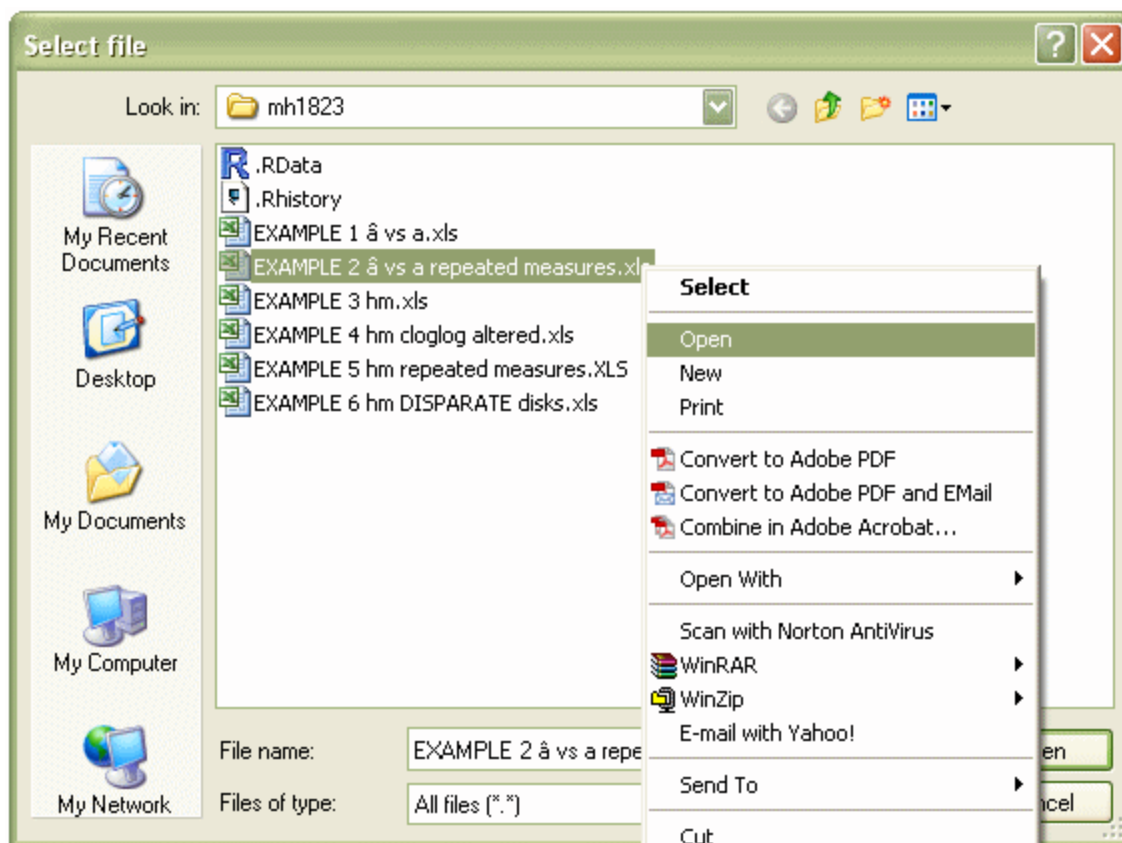 Select file
Look in: mh1823
.RData
.Rhistory
EXAMPLE 1 â vs a.xls
EXAMPLE 2 â vs a repeated measures.xls
EXAMPLE 3 hm.xls
EXAMPLE 4 hm cloglog altered.xls
EXAMPLE 5 hm repeated measures.XLS
EXAMPLE 6 hm DISPARATE disks.xls
My Recent
Documents
Desktop
My Documents
My Computer
My Network
Select
Open
New
Print
Convert to Adobe PDF
Convert to Adobe PDF and EMail
Combine in Adobe Acrobat...
Open With
Scan with Norton AntiVirus
WinRAR
WinZip
E-mail with Yahoo!
Send To
Cut
File name: EXAMPLE 2 â vs a repe
en
Files of type: All files (*.*)
ncel